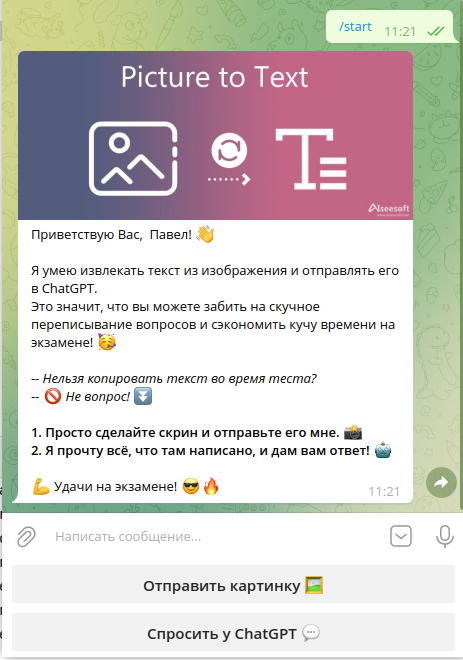 /start 11:21
Picture to Text
Aiseesoft
www.aiseesoft.com
Приветствую Вас, Павел! 👋
Я умею извлекать текст из изображения и отправлять его
в ChatGPT.
Это значит, что вы можете забить на скучное
переписывание вопросов и сэкономить кучу времени на
экзамене! 🥳
-- Нельзя копировать текст во время теста?
-- 🚫 Не вопрос! ⏬
1. Просто сделайте скрин и отправьте его мне. 📸
2. Я прочту всё, что там написано, и дам вам ответ! 🤖
💪 Удачи на экзамене! 😎🔥
11:21
Написать сообщение...
Отправить картинку 🖼️
Спросить у ChatGPT 💬